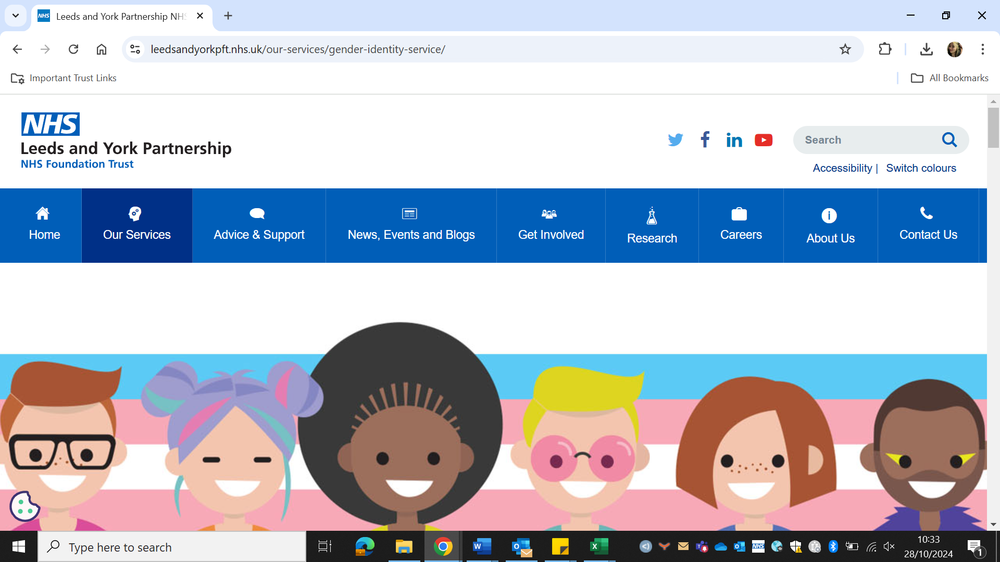 Leeds and York Partnership NHS
leedsandyorkpft.nhs.uk/our-services/gender-identity-service/
Important Trust Links
All Bookmarks
NHS
Leeds and York Partnership
NHS Foundation Trust
Search
Accessibility | Switch colours
Home
Our Services
Advice & Support
News, Events and Blogs
Get Involved
Research
Careers
About Us
Contact Us
Type here to search
10:33
28/10/2024
1